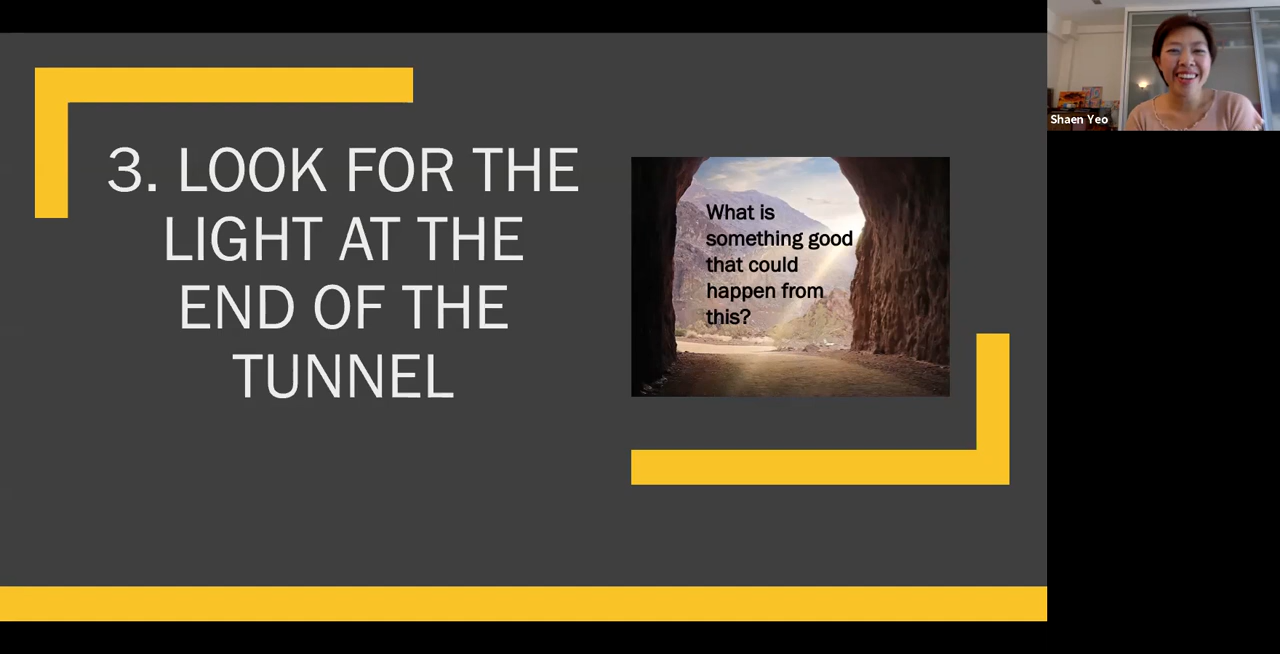 3. LOOK FOR THE
LIGHT AT THE
END OF THE
TUNNEL
What is
something good
that could
happen from
this?
Shaen Yeo